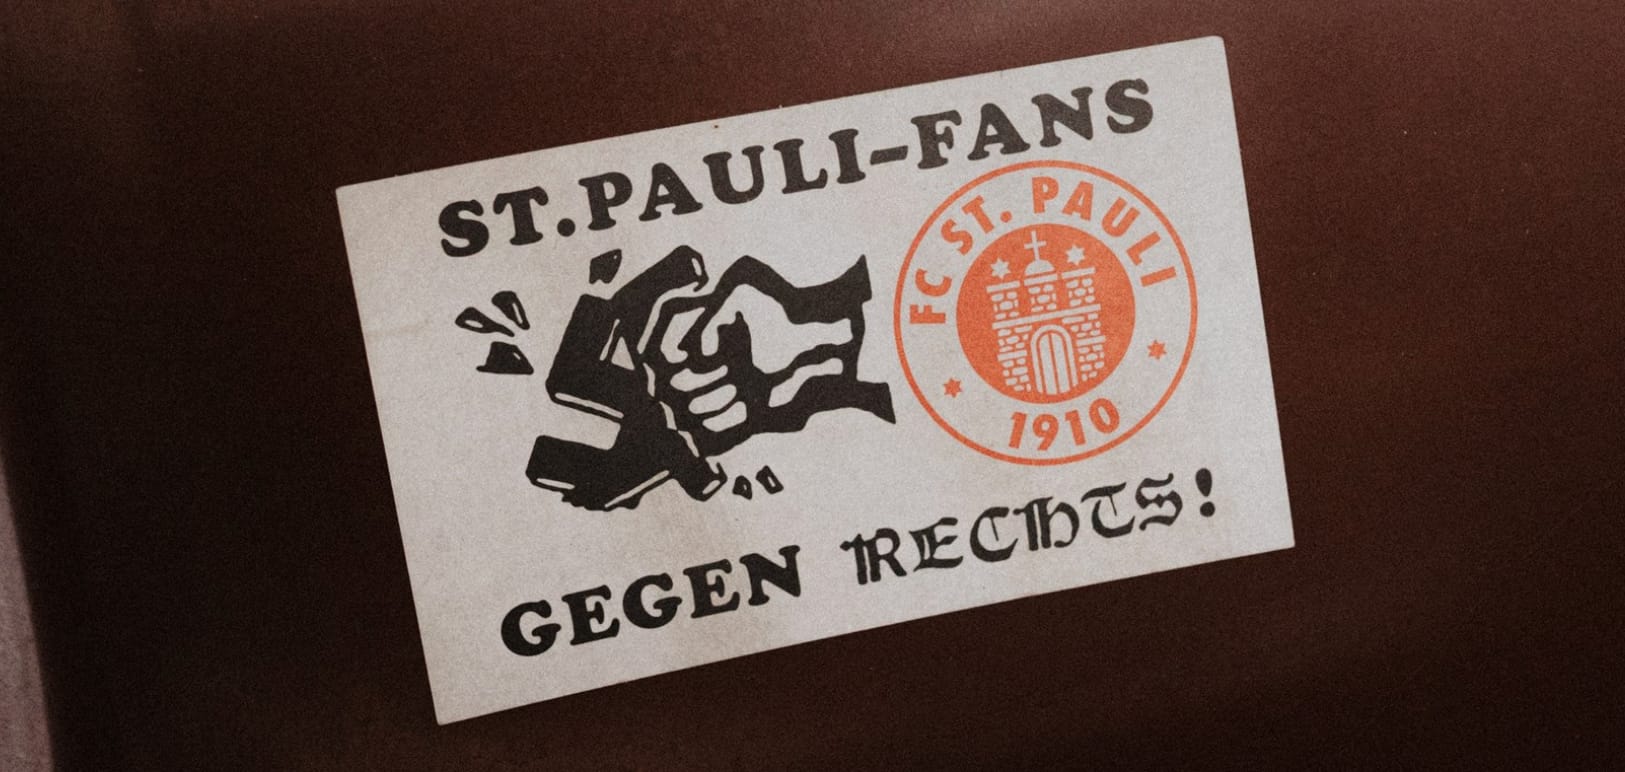 ST.PAULI-FANS
FC ST. PAULI
1910
GEGEN RECHTS!